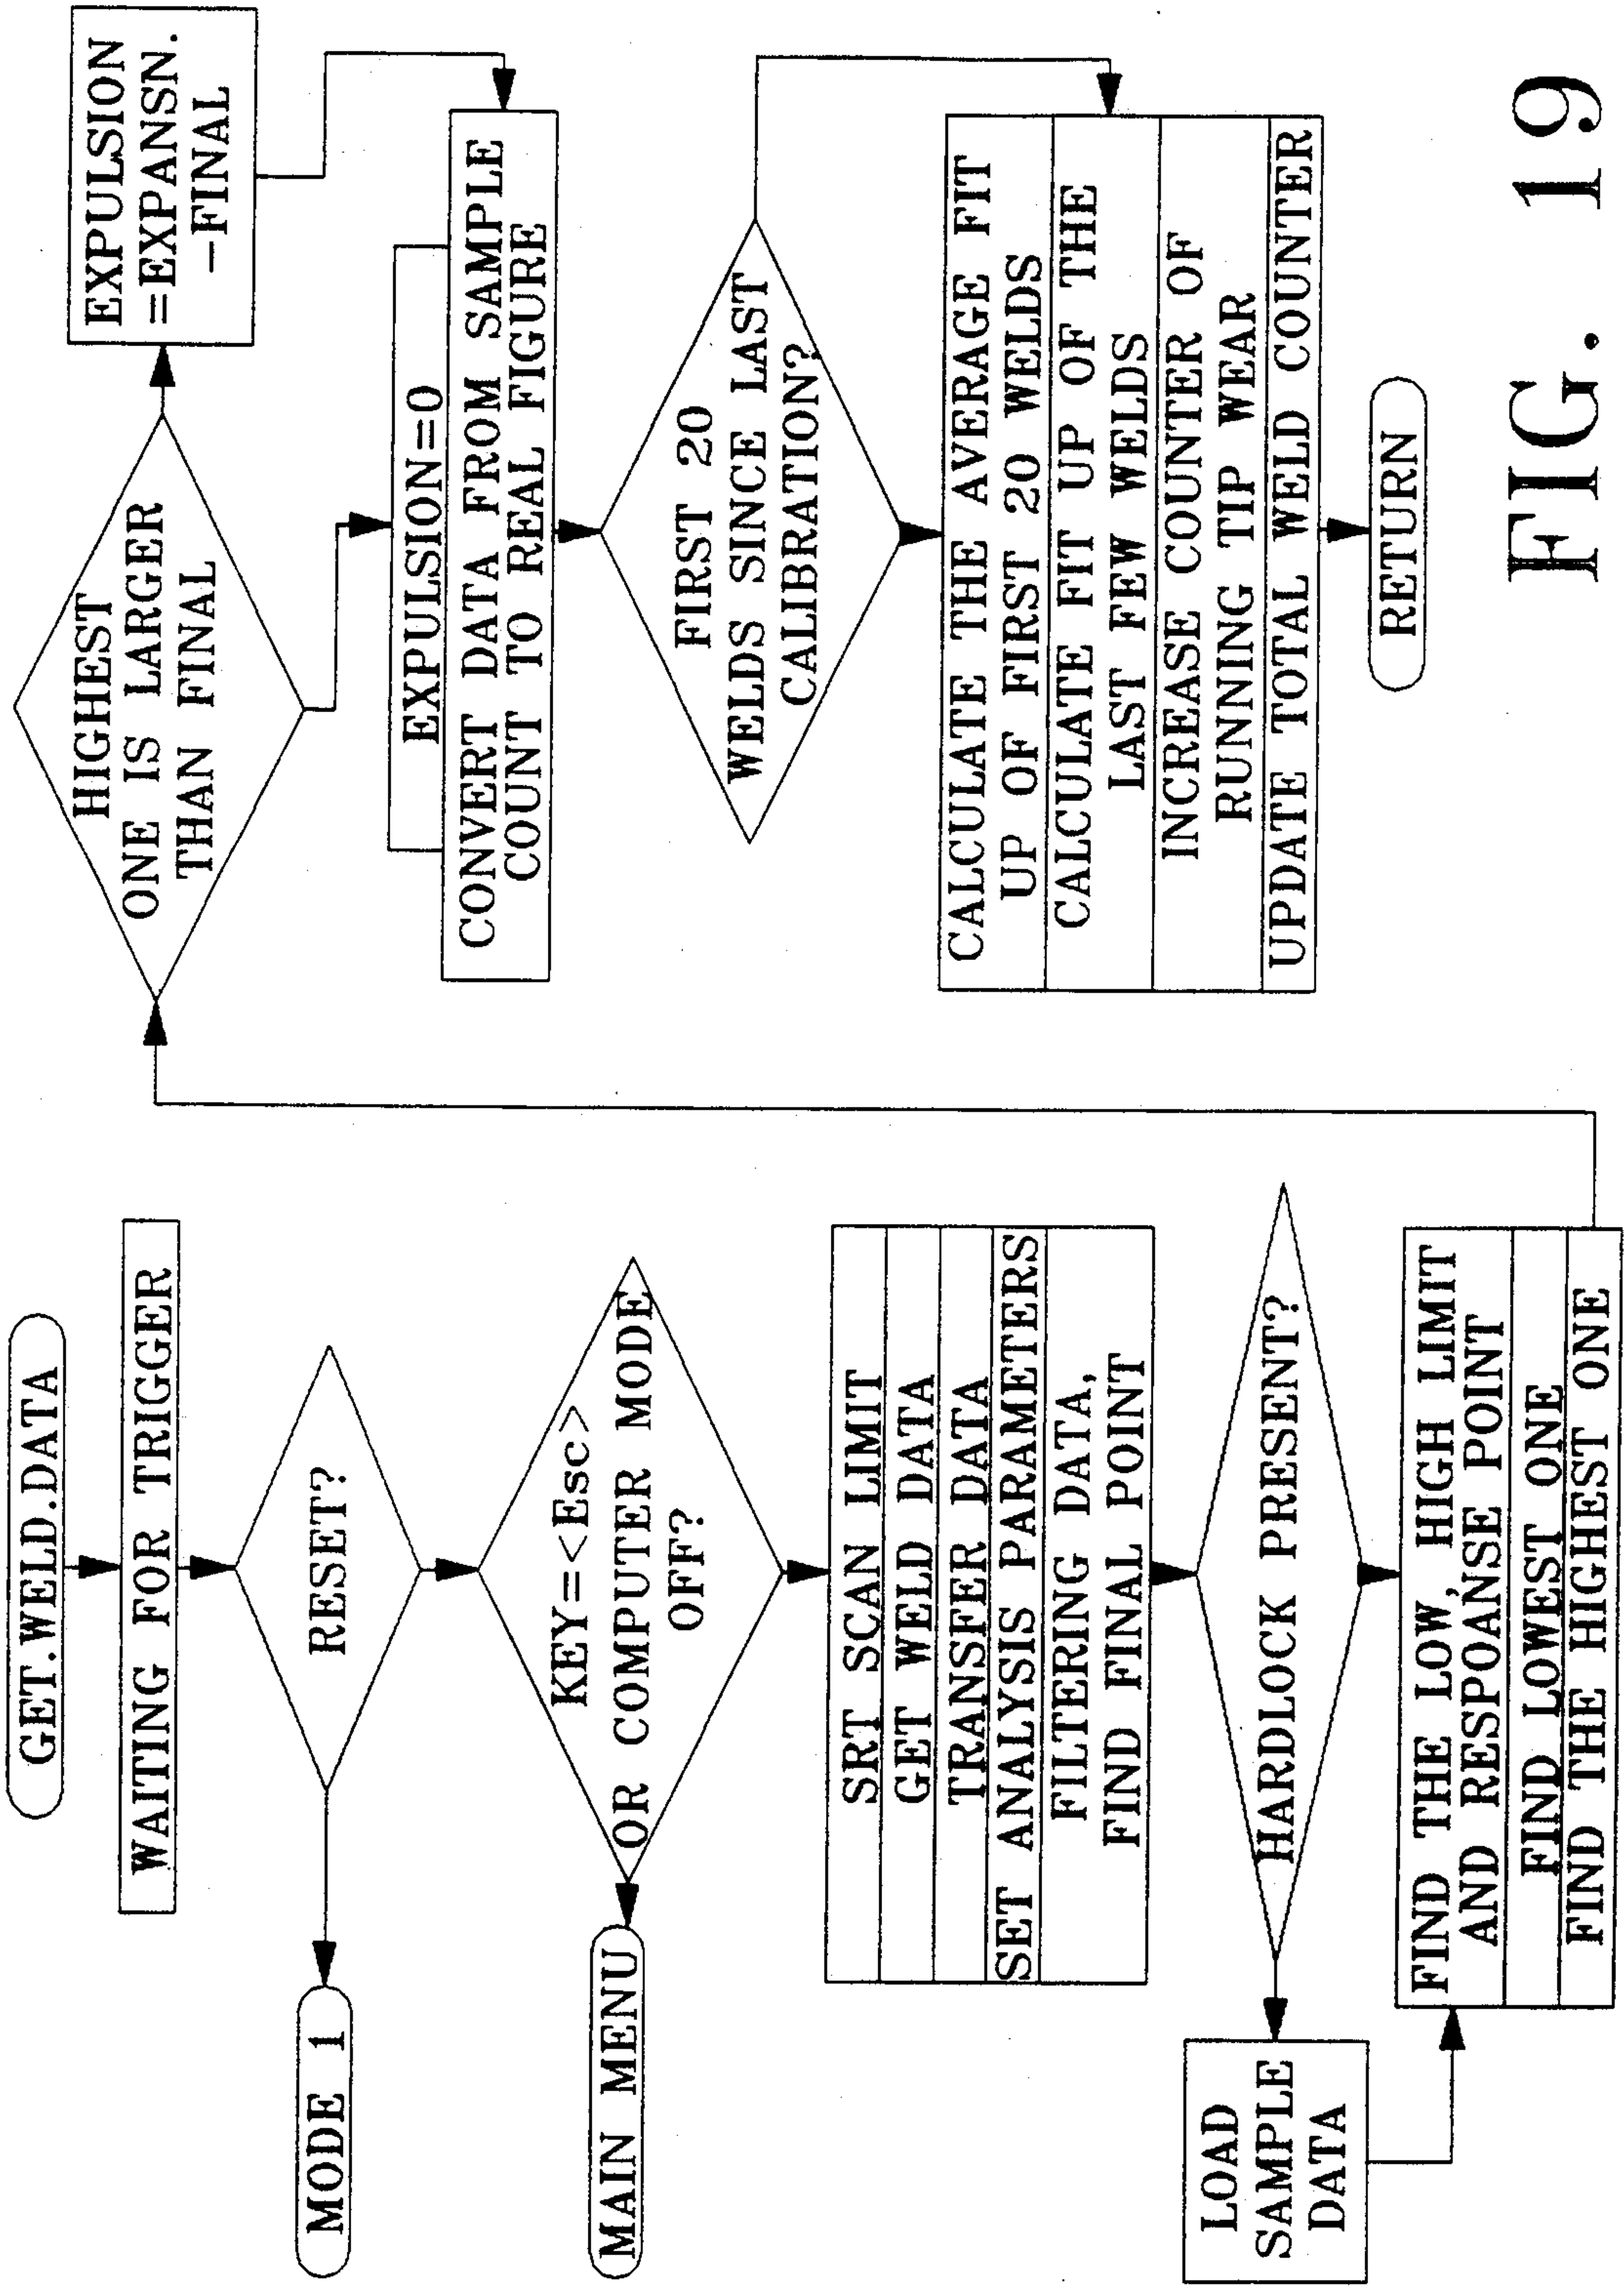 GET.WELD.DATA
WAITING FOR TRIGGER
RESET?
MODE 1
KEY=<Esc>
OR COMPUTER MODE
OFF?
MAIN MENU
SRT SCAN LIMIT
GET WELD DATA
TRANSFER DATA
SET ANALYSIS PARAMETERS
FILTERING DATA,
FIND FINAL POINT
HARDLOCK PRESENT?
LOAD
SAMPLE
DATA
FIND THE LOW, HIGH LIMIT
AND RESPOANSE POINT
FIND LOWEST ONE
FIND THE HIGHEST ONE
HIGHEST
ONE IS LARGER
THAN FINAL
EXPULSION
=EXPANSN.
-FINAL
EXPULSION=0
CONVERT DATA FROM SAMPLE
COUNT TO REAL FIGURE
FIRST 20
WELDS SINCE LAST
CALIBRATION?
CALCULATE THE AVERAGE FIT
UP OF FIRST 20 WELDS
CALCULATE FIT UP OF THE
LAST FEW WELDS
INCREASE COUNTER OF
RUNNING TIP WEAR
UPDATE TOTAL WELD COUNTER
RETURN
FIG. 19